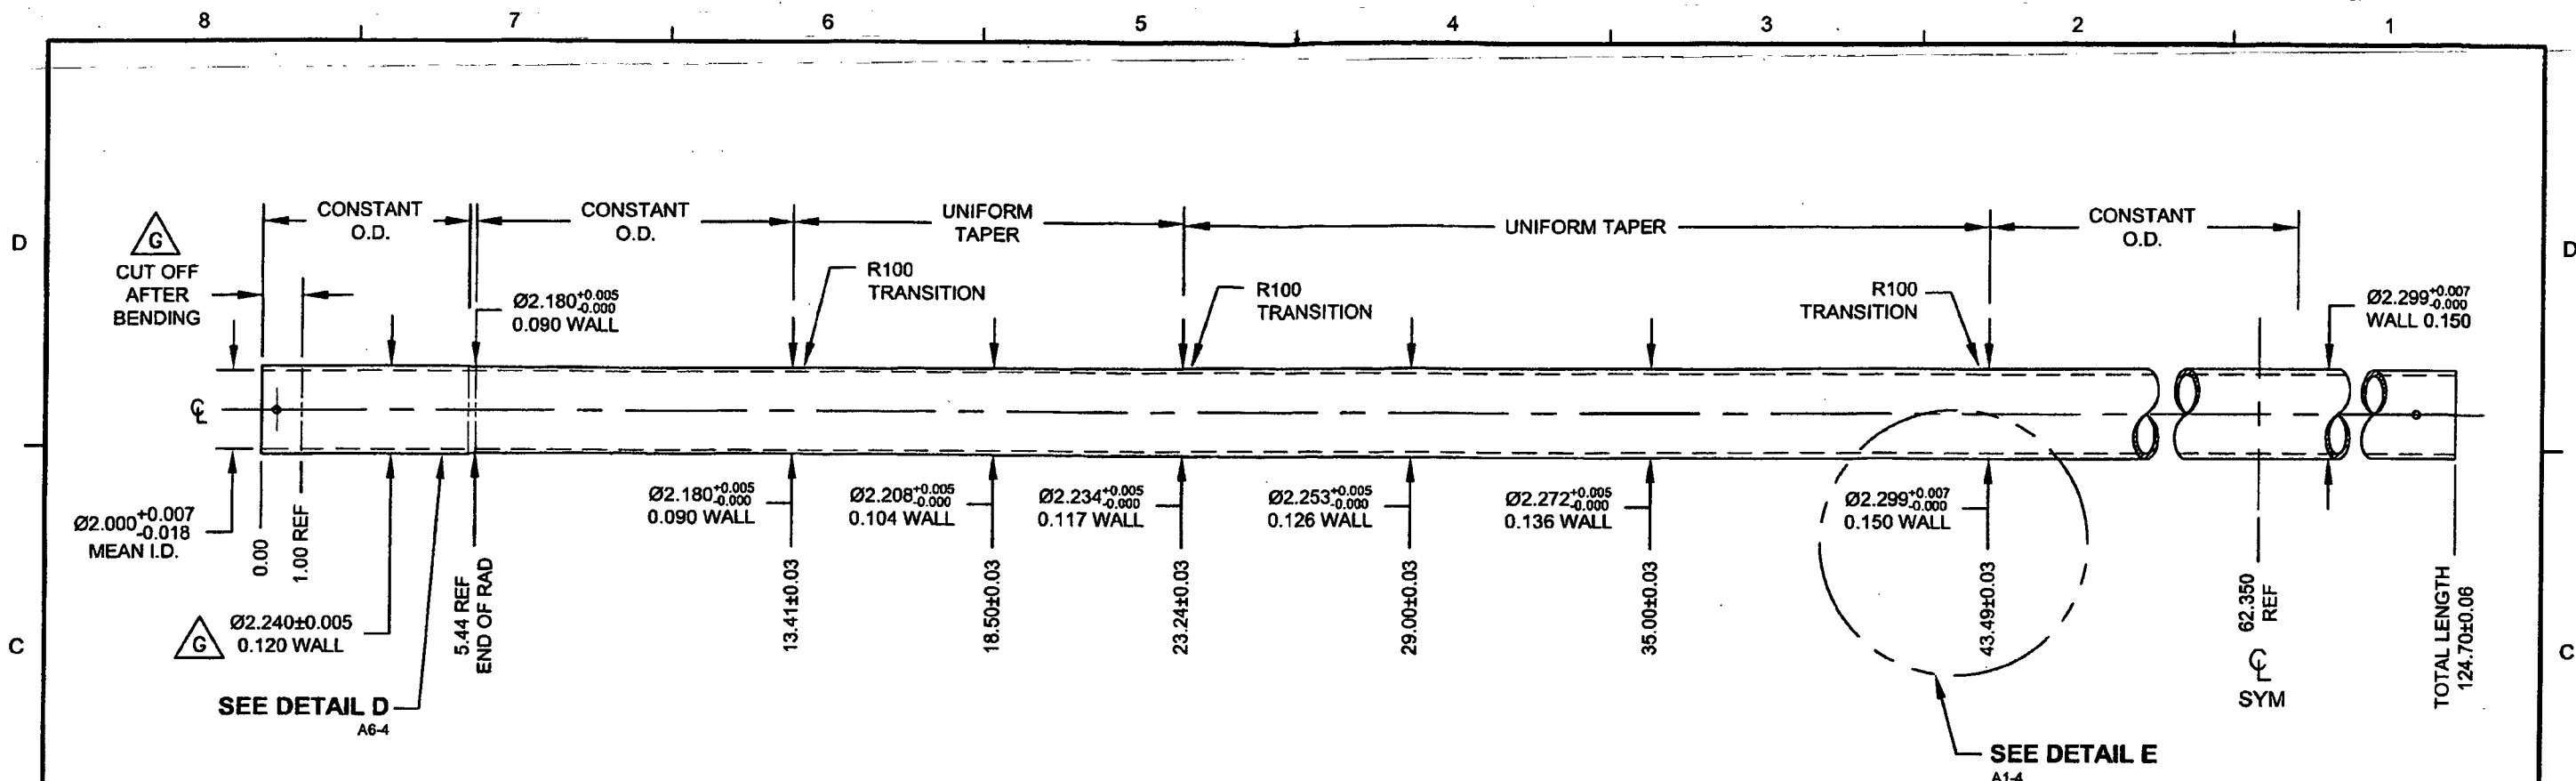 8 7 6 5 4 3 2 1
D
D
C
C
G
CUT OFF
AFTER
BENDING
CONSTANT
O.D.
CONSTANT
O.D.
UNIFORM
TAPER
UNIFORM TAPER
CONSTANT
O.D.
Ø2.180+0.005
-0.000
0.090 WALL
R100
TRANSITION
R100
TRANSITION
R100
TRANSITION
Ø2.299+0.007
-0.000
WALL 0.150
℄
Ø2.000+0.007
-0.018
MEAN I.D.
0.00
1.00 REF
G
Ø2.240±0.005
0.120 WALL
SEE DETAIL D
A6-4
5.44 REF
END OF RAD
Ø2.180+0.005
-0.000
0.090 WALL
13.41±0.03
Ø2.208+0.005
-0.000
0.104 WALL
18.50±0.03
Ø2.234+0.005
-0.000
0.117 WALL
23.24±0.03
Ø2.253+0.005
-0.000
0.126 WALL
29.00±0.03
Ø2.272+0.005
-0.000
0.136 WALL
35.00±0.03
Ø2.299+0.007
-0.000
0.150 WALL
43.49±0.03
62.350
REF
℄
SYM
TOTAL LENGTH
124.70±0.06
SEE DETAIL E
A1-4